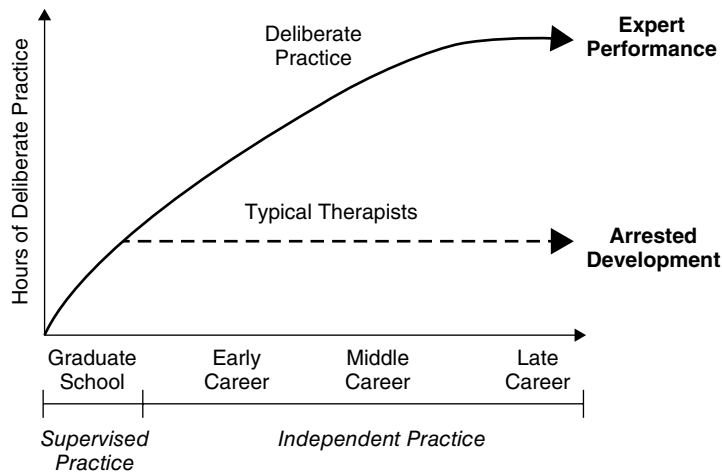 Expert
Performance
Deliberate
Practice
Hours of Deliberate Practice
Typical Therapists
Arrested
Development
Graduate
School
Early
Career
Middle
Career
Late
Career
Supervised
Practice
Independent Practice